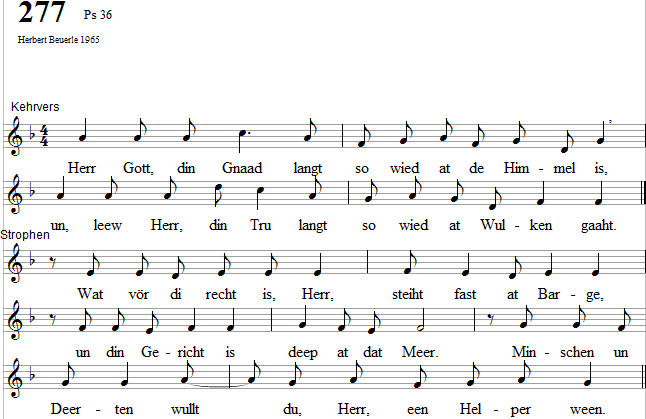 277 Ps 36
Herbert Beuerle 1965
Kehrvers
4
4
Herr Gott, din Gnaad langt so wied at de Him - mel is,
un, leew Herr, din Tru langt so wied at Wul - ken gaaht.
Strophen
Wat vör di recht is, Herr, steiht fast at Bar - ge,
un din Ge - richt is deep at dat Meer. Min - schen un
Deer - ten wullt du, Herr, een Hel - per ween.